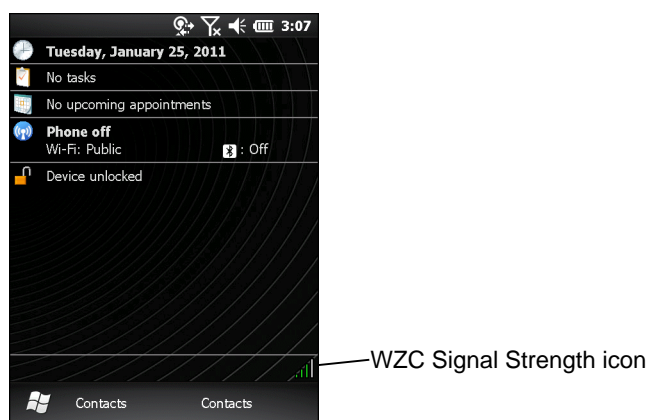 3:07
Tuesday, January 25, 2011
No tasks
No upcoming appointments
Phone off
Wi-Fi: Public : Off
Device unlocked
WZC Signal Strength icon
Contacts Contacts